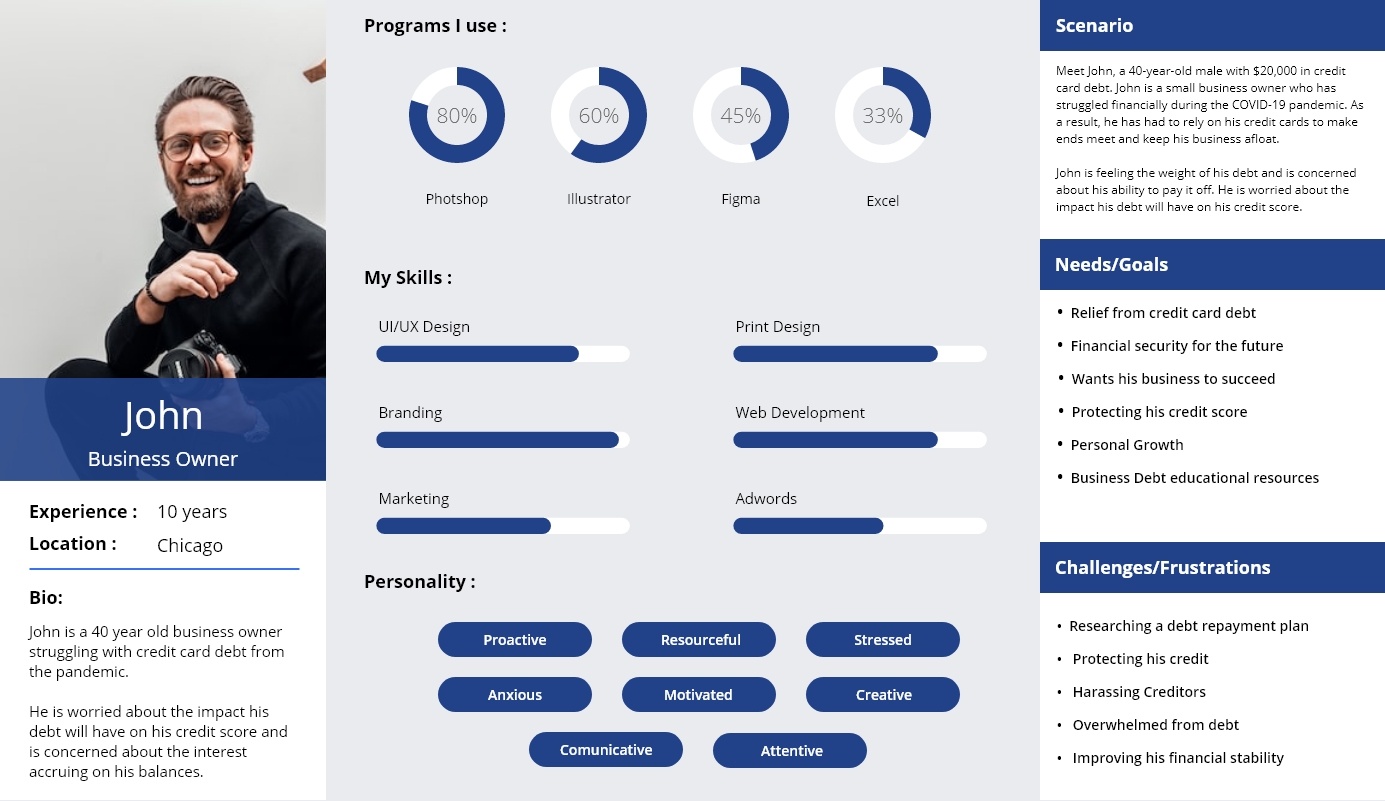 John
Business Owner
Experience : 10 years
Location : Chicago
Bio:
John is a 40 year old business owner
struggling with credit card debt from
the pandemic.
He is worried about the impact his
debt will have on his credit score and
is concerned about the interest
accruing on his balances.
Programs I use :
80% 60% 45% 33%
Photshop Illustrator Figma Excel
My Skills :
UI/UX Design Print Design
Branding Web Development
Marketing Adwords
Personality :
Proactive Resourceful Stressed
Anxious Motivated Creative
Comunicative Attentive
Scenario
Meet John, a 40-year-old male with $20,000 in credit
card debt. John is a small business owner who has
struggled financially during the COVID-19 pandemic. As
a result, he has had to rely on his credit cards to make
ends meet and keep his business afloat.
John is feeling the weight of his debt and is concerned
about his ability to pay it off. He is worried about the
impact his debt will have on his credit score.
Needs/Goals
• Relief from credit card debt
• Financial security for the future
• Wants his business to succeed
• Protecting his credit score
• Personal Growth
• Business Debt educational resources
Challenges/Frustrations
• Researching a debt repayment plan
• Protecting his credit
• Harassing Creditors
• Overwhelmed from debt
• Improving his financial stability